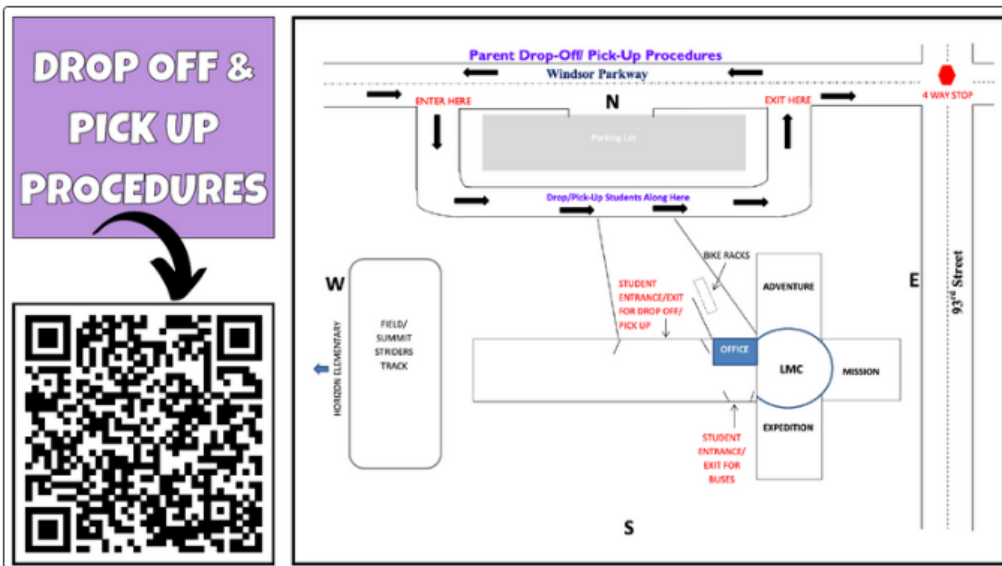 DROP OFF &
PICK UP
PROCEDURES
Parent Drop-Off/ Pick-Up Procedures
Windsor Parkway
4 WAY STOP
ENTER HERE
N
EXIT HERE
Parking Lot
Drop/Pick-Up Students Along Here
BIKE RACKS
W
E
93rd Street
STUDENT
ENTRANCE/EXIT
FOR DROP OFF/
PICK UP
ADVENTURE
HORIZON ELEMENTARY
FIELD/
SUMMIT
STRIDERS
TRACK
OFFICE
LMC
MISSION
EXPEDITION
STUDENT
ENTRANCE/
EXIT FOR
BUSES
S